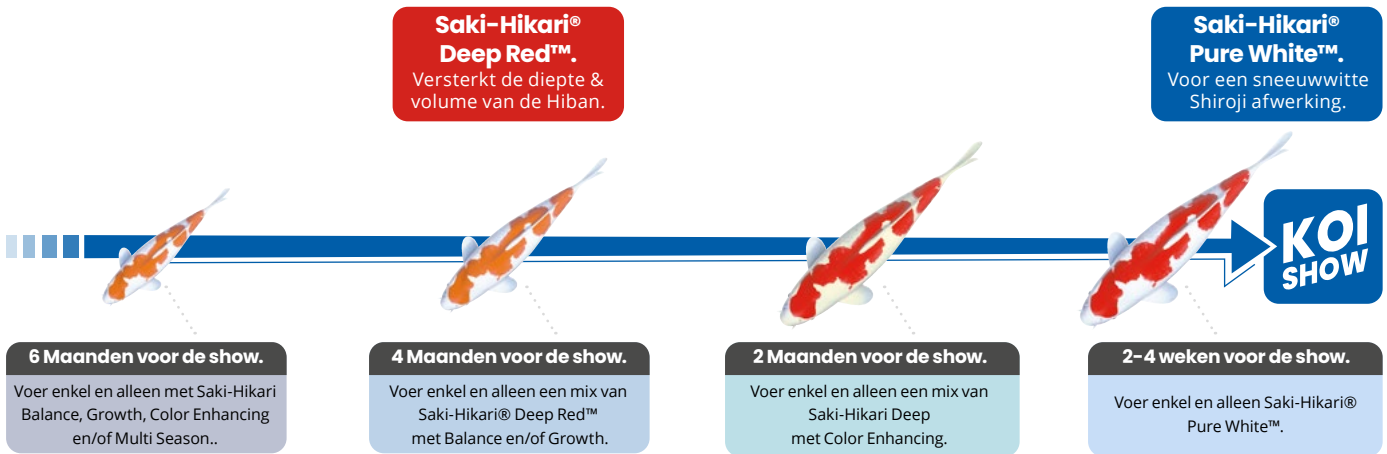 Saki-Hikari®
Deep Red™.
Versterkt de diepte &
volume van de Hiban.
Saki-Hikari®
Pure White™.
Voor een sneeuwwitte
Shiroji afwerking.
KOI
SHOW
6 Maanden voor de show.
Voer enkel en alleen met Saki-Hikari
Balance, Growth, Color Enhancing
en/of Multi Season..
4 Maanden voor de show.
Voer enkel en alleen een mix van
Saki-Hikari® Deep Red™
met Balance en/of Growth.
2 Maanden voor de show.
Voer enkel en alleen een mix van
Saki-Hikari Deep
met Color Enhancing.
2-4 weken voor de show.
Voer enkel en alleen Saki-Hikari®
Pure White™.